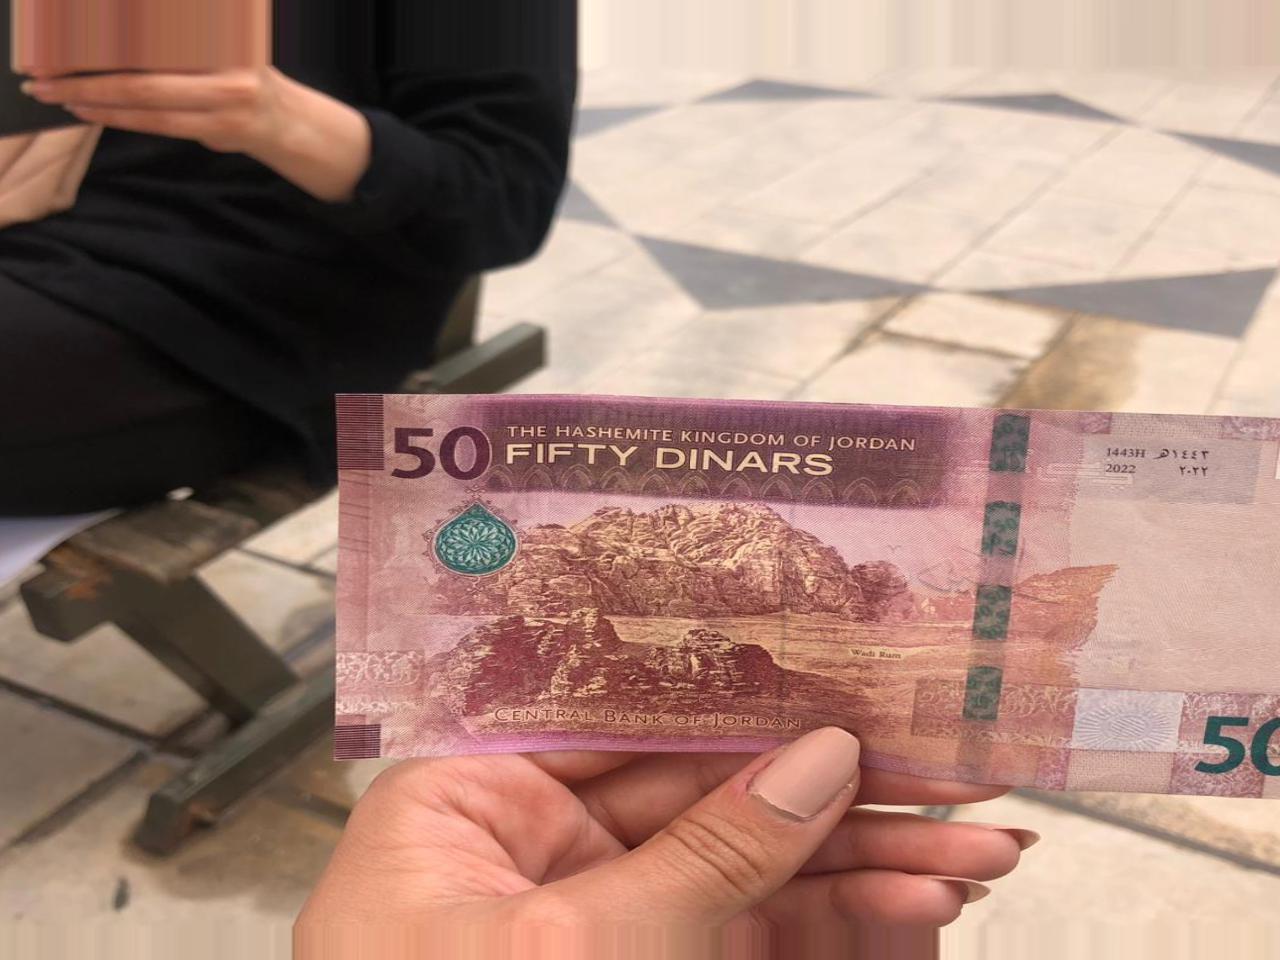 50
THE HASHEMITE KINGDOM OF JORDAN
FIFTY DINARS
1443H ١٤٤٣هـ
2022 ٢٠٢٢
Wadi Rum
CENTRAL BANK OF JORDAN
50